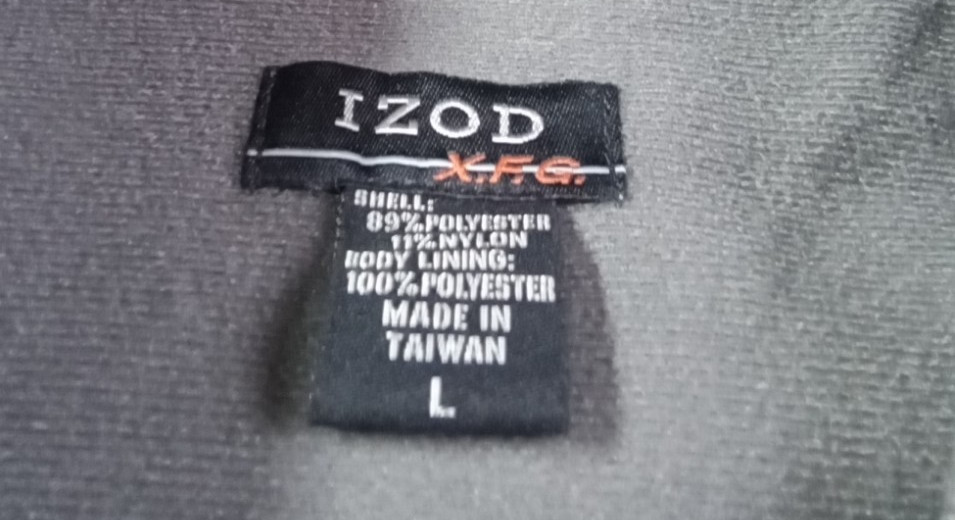 IZOD
X.F.G.
SHELL:
89% POLYESTER
11% NYLON
BODY LINING:
100% POLYESTER
MADE IN
TAIWAN
L